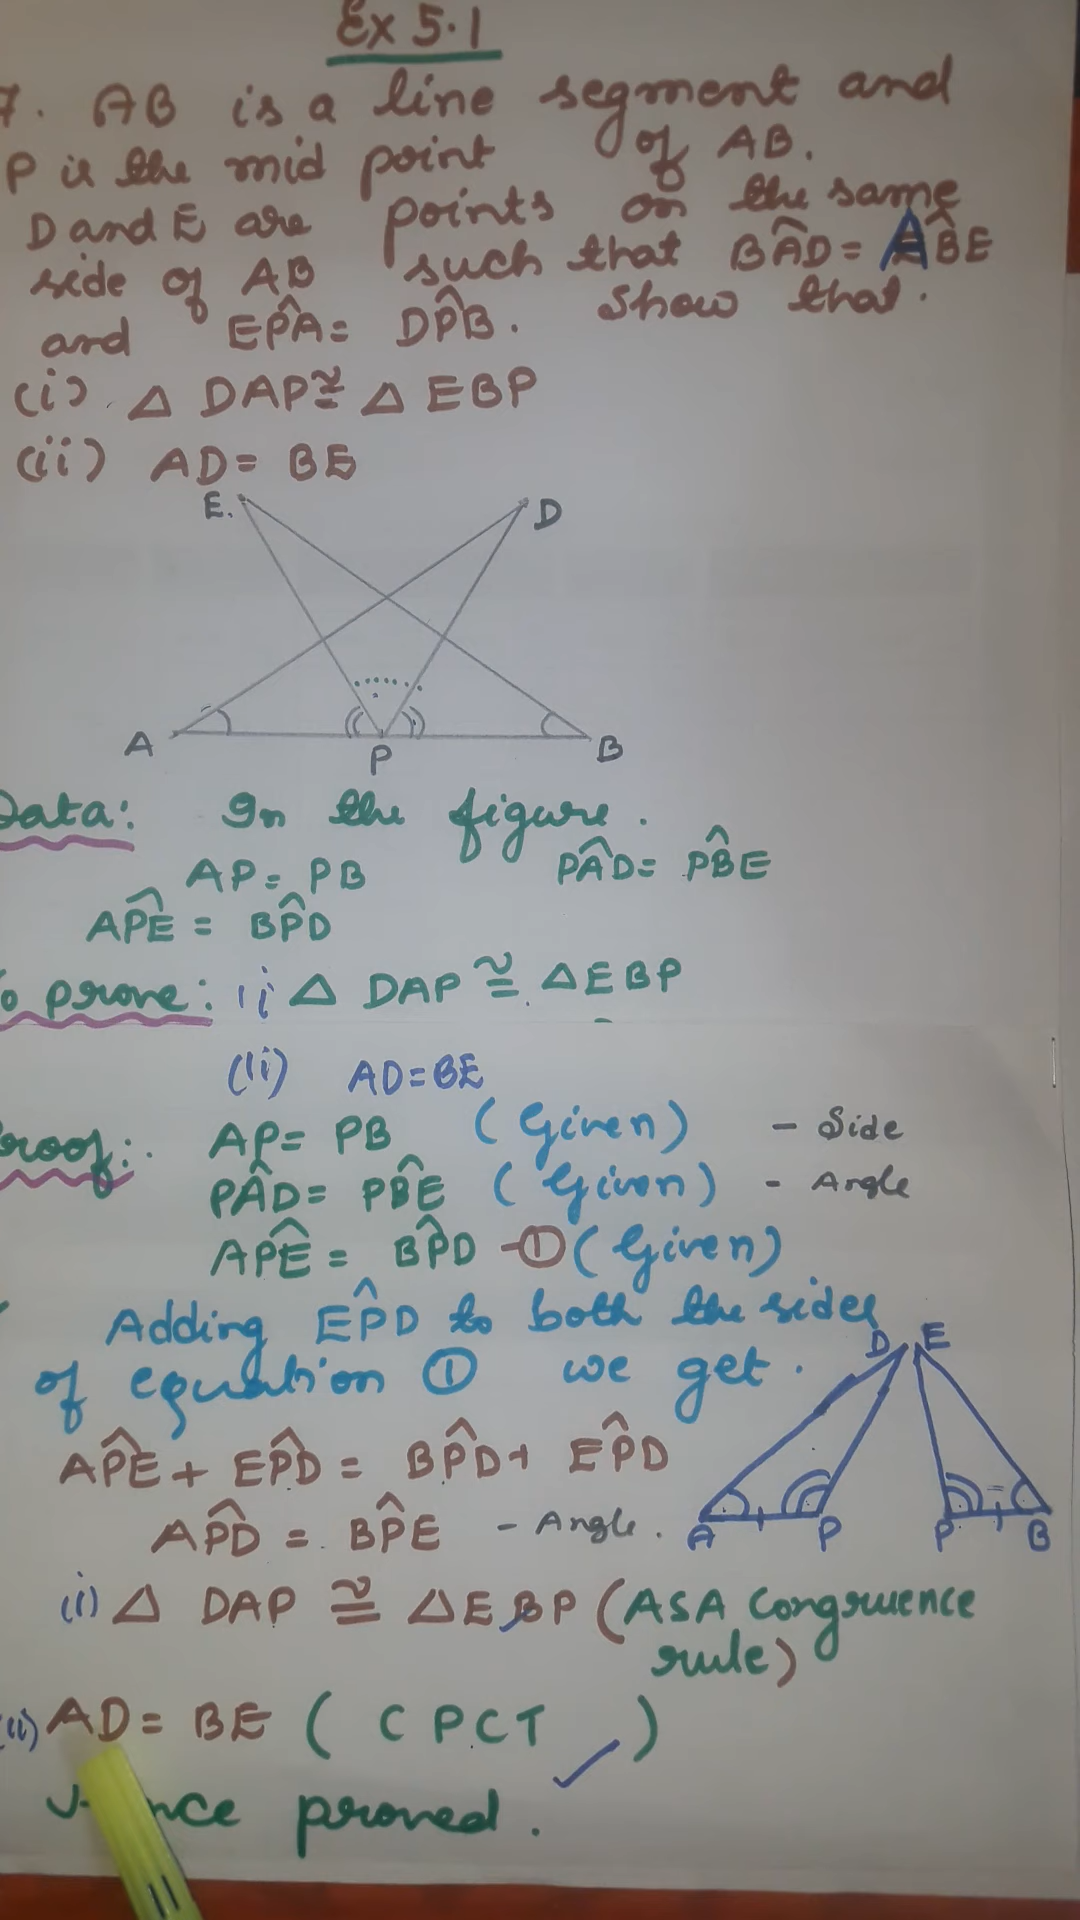 Ex 5.1
7. AB is a line segment and
P is the mid point of AB.
D and E are points on the same
side of AB such that BÂD = AB̂E
and EP̂A = DP̂B. Show that.
(i) △ DAP ≅ △ EBP
(ii) AD = BE
E. D
A P B
Data: In the figure.
AP = PB PÂD = PB̂E
AP̂E = BP̂D
To prove: (i △ DAP ≅ △EBP
(ii) AD = BE
Proof: AP = PB (Given) - Side
PÂD = PB̂E (Given) - Angle
AP̂E = BP̂D -① (Given)
Adding EP̂D to both the sides
of equation ① we get.
D E
AP̂E + EP̂D = BP̂D + EP̂D
AP̂D = BP̂E - Angle.
A P P B
(i) △ DAP ≅ △EBP (ASA Congruence
rule)
(ii) AD = BE ( CPCT )
proved.